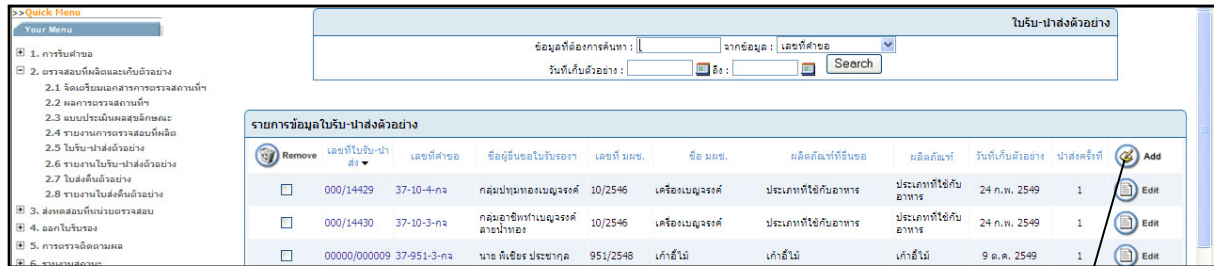 >>Quick Menu
Your Menu
1. การรับคำขอ
2. ตรวจสอบที่ผลิตและเก็บตัวอย่าง
2.1 จัดเตรียมเอกสารการตรวจสถานที่ฯ
2.2 ผลการตรวจสถานที่ฯ
2.3 แบบประเมินผลสุขลักษณะ
2.4 รายงานการตรวจสอบที่ผลิต
2.5 ใบรับ-นำส่งตัวอย่าง
2.6 รายงานใบรับ-นำส่งตัวอย่าง
2.7 ใบส่งคืนตัวอย่าง
2.8 รายงานใบส่งคืนตัวอย่าง
3. ส่งทดสอบที่หน่วยตรวจสอบ
4. ออกใบรับรอง
5. การตรวจติดตามผล
6. รายงานสถานะ
ใบรับ-นำส่งตัวอย่าง
ข้อมูลที่ต้องการค้นหา : จากข้อมูล : เลขที่คำขอ
วันที่เก็บตัวอย่าง : ถึง : Search
รายการข้อมูลใบรับ-นำส่งตัวอย่าง
Remove เลขที่ใบรับ-นำส่ง เลขที่คำขอ ชื่อผู้ยื่นขอใบรับรองฯ เลขที่ มผช. ชื่อ มผช. ผลิตภัณฑ์ที่ยื่นขอ ผลิตภัณฑ์ วันที่เก็บตัวอย่าง นำส่งครั้งที่ Add
000/14429 37-10-4-กจ กลุ่มปทุมทองเบญจรงค์ 10/2546 เครื่องเบญจรงค์ ประเภทที่ใช้กับอาหาร ประเภทที่ใช้กับอาหาร 24 ก.พ. 2549 1 Edit
000/14430 37-10-3-กจ กลุ่มอาชีพทำเบญจรงค์ลายน้ำทอง 10/2546 เครื่องเบญจรงค์ ประเภทที่ใช้กับอาหาร ประเภทที่ใช้กับอาหาร 24 ก.พ. 2549 1 Edit
00000/000009 37-951-3-กจ นาย พิเชียร ประชากุล 951/2548 เก้าอี้ไม้ เก้าอี้ไม้ เก้าอี้ไม้ 9 ต.ค. 2549 1 Edit